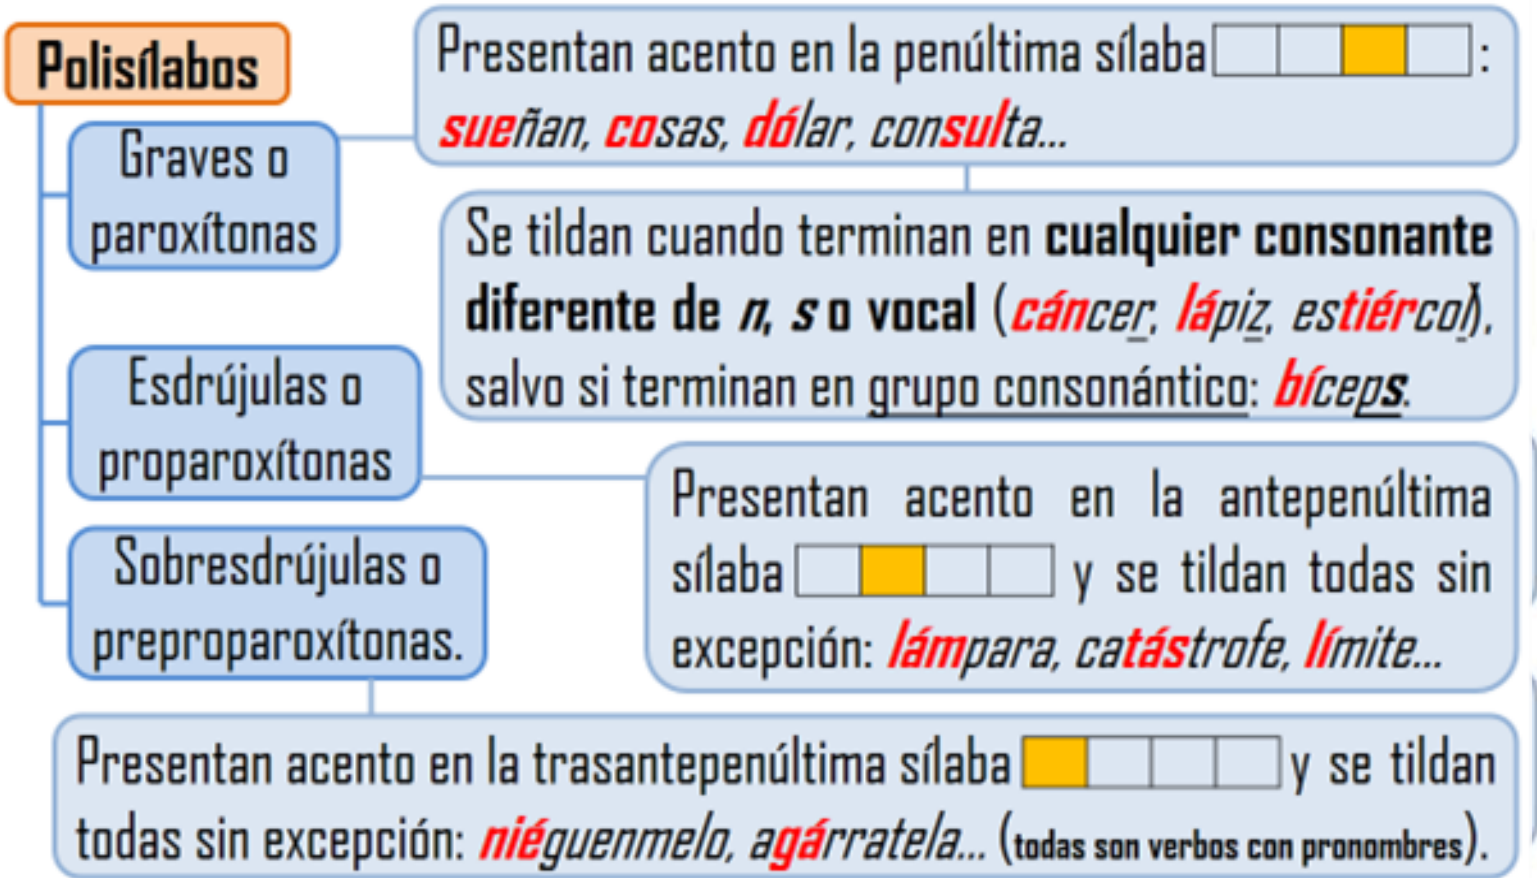 Polisílabos
Graves o
paroxítonas
Presentan acento en la penúltima sílaba :
sueñan, cosas, dólar, consulta...
Se tildan cuando terminan en cualquier consonante
diferente de n, s o vocal (cáncer, lápiz, estiércol),
salvo si terminan en grupo consonántico: bíceps.
Esdrújulas o
proparoxítonas
Presentan acento en la antepenúltima
sílaba y se tildan todas sin
excepción: lámpara, catástrofe, límite...
Sobresdrújulas o
preproparoxítonas.
Presentan acento en la trasantepenúltima sílaba y se tildan
todas sin excepción: niéguenmelo, agárratela... (todas son verbos con pronombres).